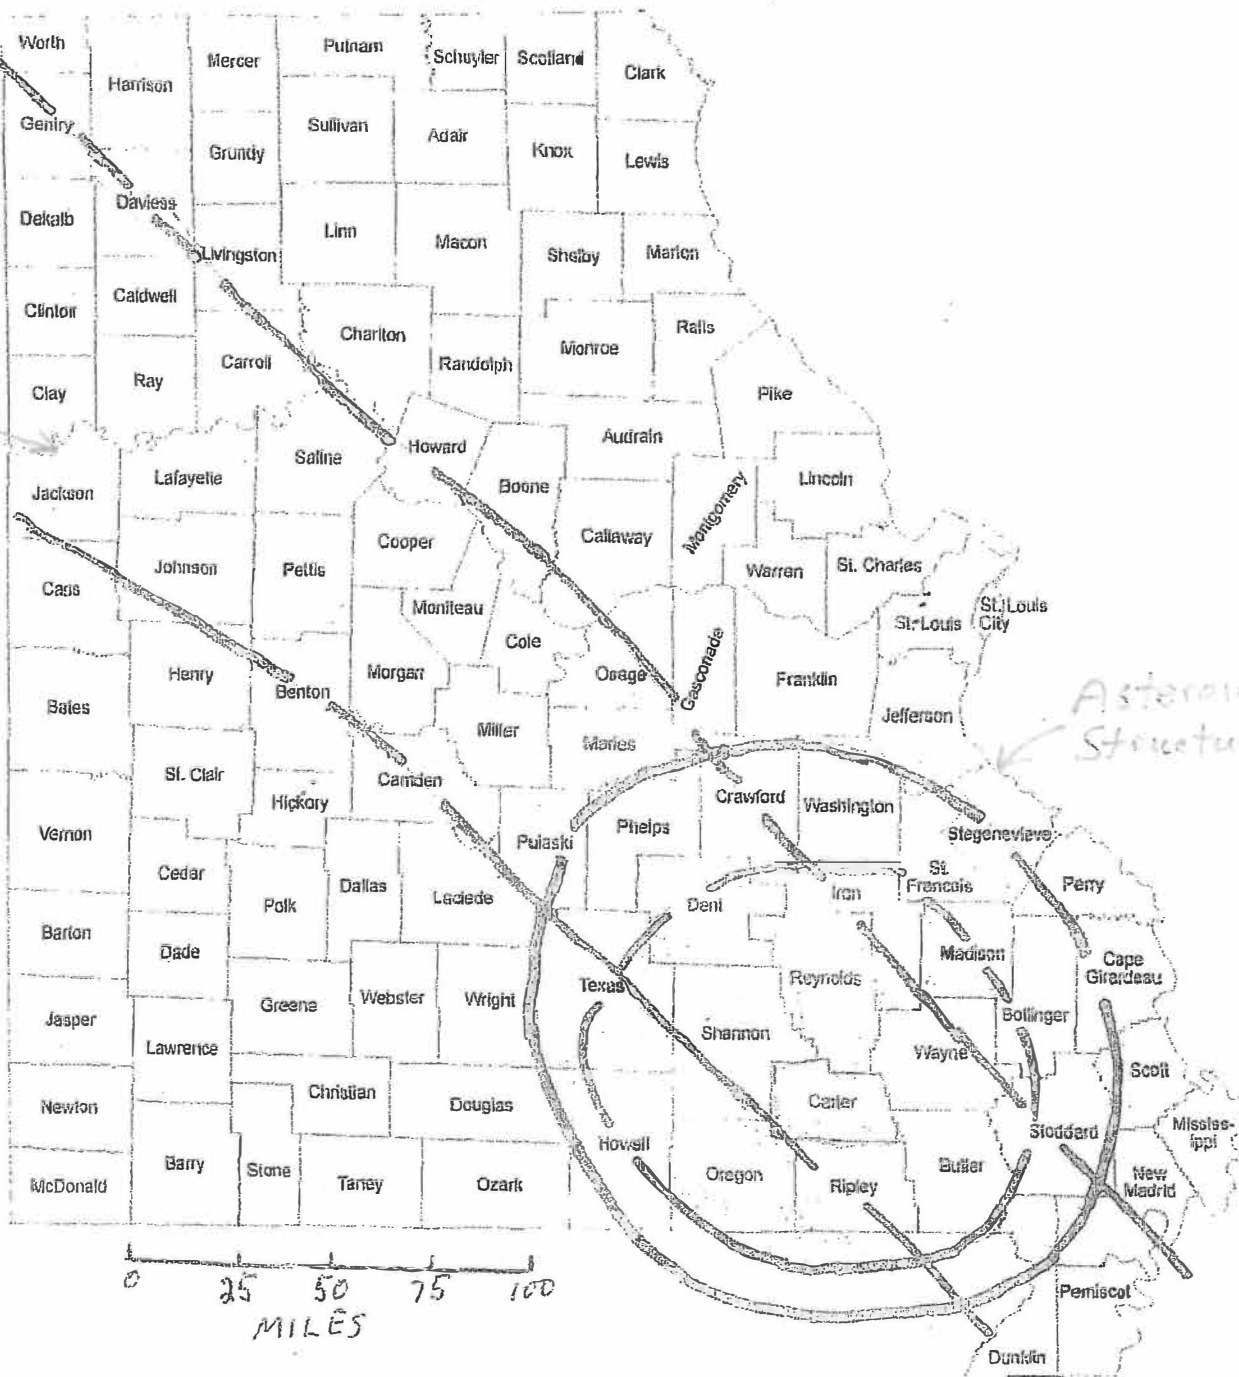 Worth
Harrison
Mercer
Putnam
Schuyler
Scotland
Clark
Gentry
Grundy
Sullivan
Adair
Knox
Lewis
Dekalb
Daviess
Livingston
Linn
Macon
Shelby
Marion
Clinton
Caldwell
Carroll
Chariton
Randolph
Monroe
Ralls
Clay
Ray
Pike
Howard
Audrain
Jackson
Lafayette
Saline
Boone
Callaway
Montgomery
Lincoln
Cass
Johnson
Pettis
Cooper
Moniteau
Cole
Warren
St. Charles
St. Louis
St. Louis
City
Bates
Henry
Benton
Morgan
Miller
Osage
Gasconade
Franklin
Jefferson
Maries
St. Clair
Hickory
Camden
Crawford
Washington
Vernon
Cedar
Polk
Dallas
Laclede
Pulaski
Phelps
Stegenevieve
Dent
Iron
St.
Francois
Perry
Barton
Dade
Madison
Cape
Girardeau
Jasper
Greene
Webster
Wright
Texas
Shannon
Reynolds
Bollinger
Lawrence
Wayne
Scott
Newton
Christian
Douglas
Carter
Howell
Stoddard
Mississ-
ippi
McDonald
Barry
Stone
Taney
Ozark
Oregon
Ripley
Butler
New
Madrid
Pemiscot
Dunklin
0 25 50 75 100
MILES
Structu